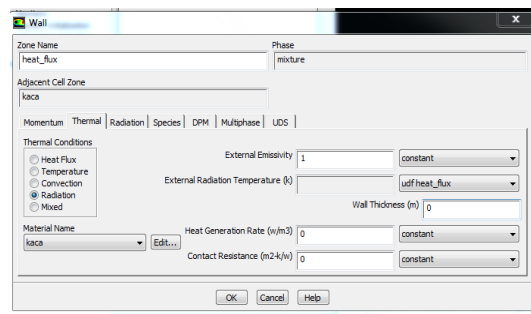 Wall
X
Zone Name
Phase
heat_flux
mixture
Adjacent Cell Zone
kaca
Momentum Thermal Radiation Species DPM Multiphase UDS
Thermal Conditions
Heat Flux
Temperature
Convection
Radiation
Mixed
External Emissivity 1 constant
External Radiation Temperature (k) udf heat_flux
Wall Thickness (m) 0
Material Name
kaca Edit...
Heat Generation Rate (w/m3) 0 constant
Contact Resistance (m2-k/w) 0 constant
OK Cancel Help